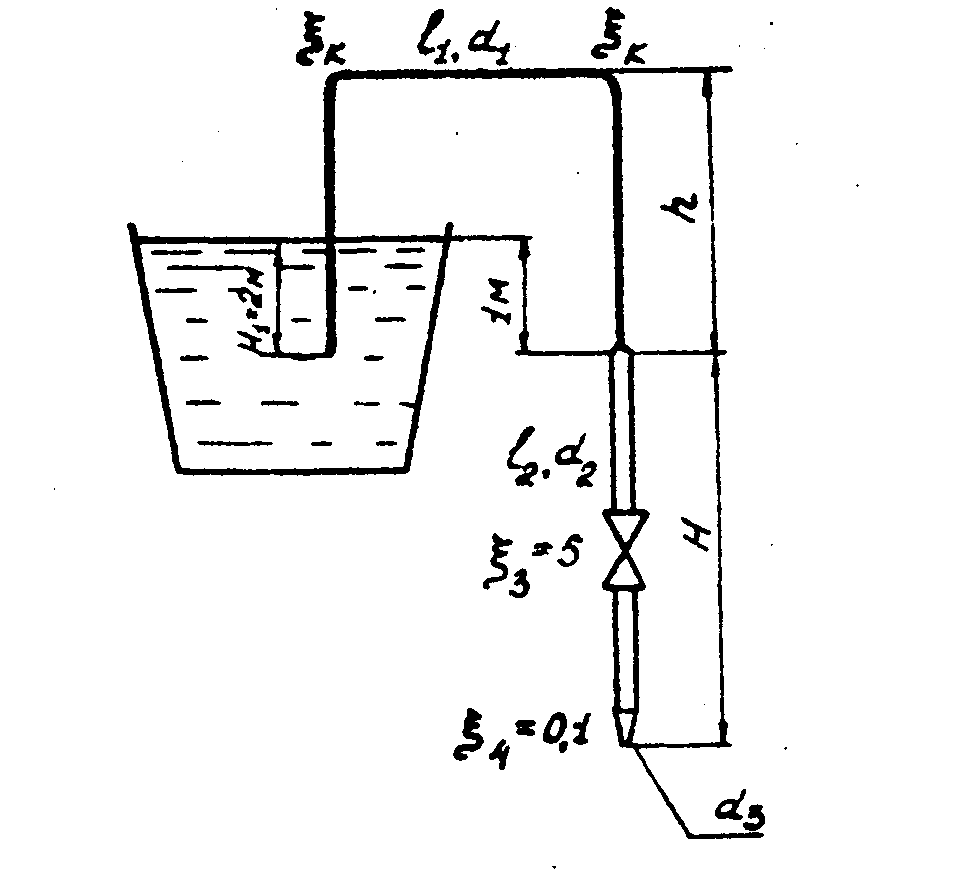 ξк l₁, d₁ ξк
h
H₁=2м
1м
l₂, d₂
H
ξ₃=5
ξ₄=0,1
d₃